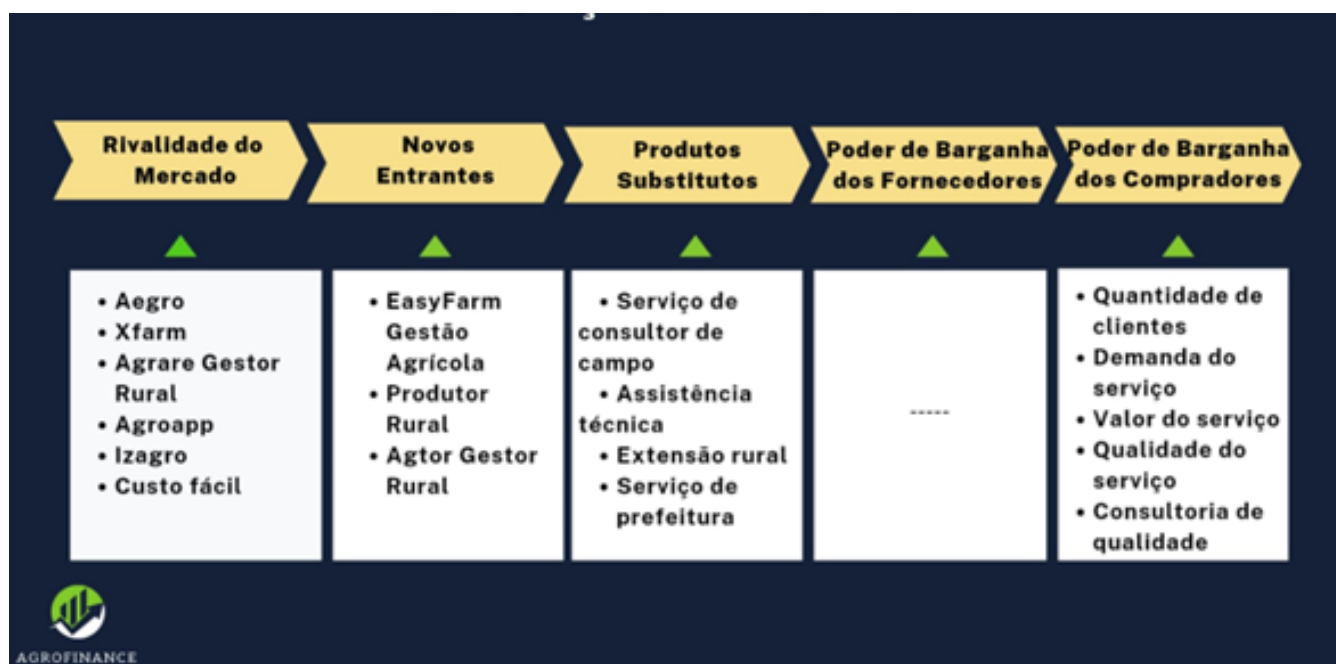 Rivalidade do
Mercado
Novos
Entrantes
Produtos
Substitutos
Poder de Barganha
dos Fornecedores
Poder de Barganha
dos Compradores
• Aegro
• Xfarm
• Agrare Gestor
Rural
• Agroapp
• Izagro
• Custo fácil
• EasyFarm
Gestão
Agrícola
• Produtor
Rural
• Agtor Gestor
Rural
• Serviço de
consultor de
campo
• Assistência
técnica
• Extensão rural
• Serviço de
prefeitura
-----
• Quantidade de
clientes
• Demanda do
serviço
• Valor do serviço
• Qualidade do
serviço
• Consultoria de
qualidade
AGROFINANCE